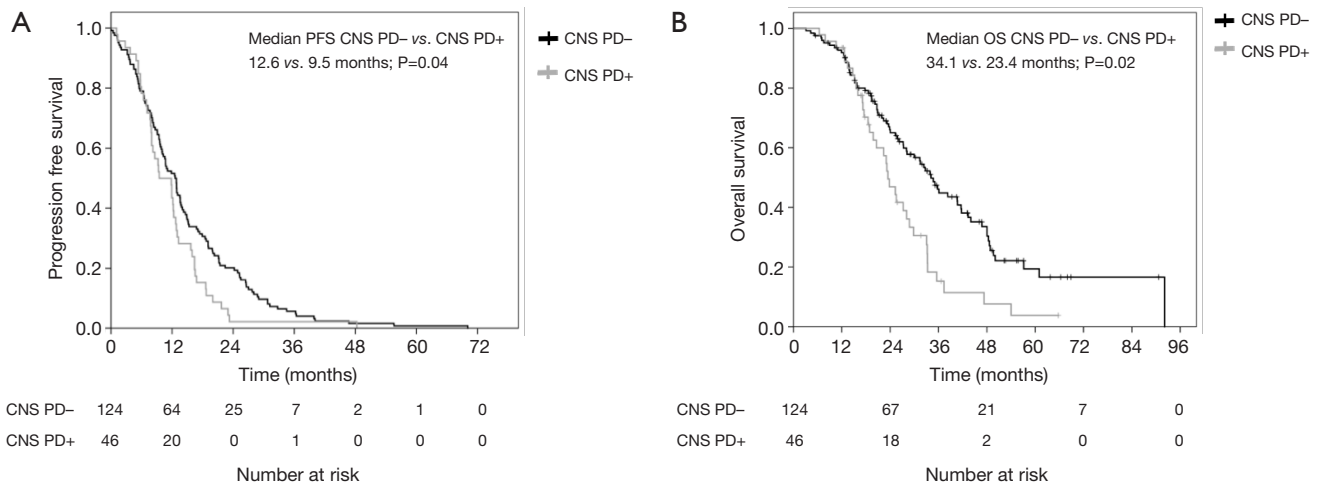 A
Median PFS CNS PD– vs. CNS PD+
12.6 vs. 9.5 months; P=0.04
CNS PD–
CNS PD+
Progression free survival
1.0
0.8
0.6
0.4
0.2
0.0
0 12 24 36 48 60 72
Time (months)
CNS PD– 124 64 25 7 2 1 0
CNS PD+ 46 20 0 1 0 0 0
Number at risk
B
Median OS CNS PD– vs. CNS PD+
34.1 vs. 23.4 months; P=0.02
CNS PD–
CNS PD+
Overall survival
1.0
0.8
0.6
0.4
0.2
0.0
0 12 24 36 48 60 72 84 96
Time (months)
CNS PD– 124 67 21 7 0
CNS PD+ 46 18 2 0 0
Number at risk